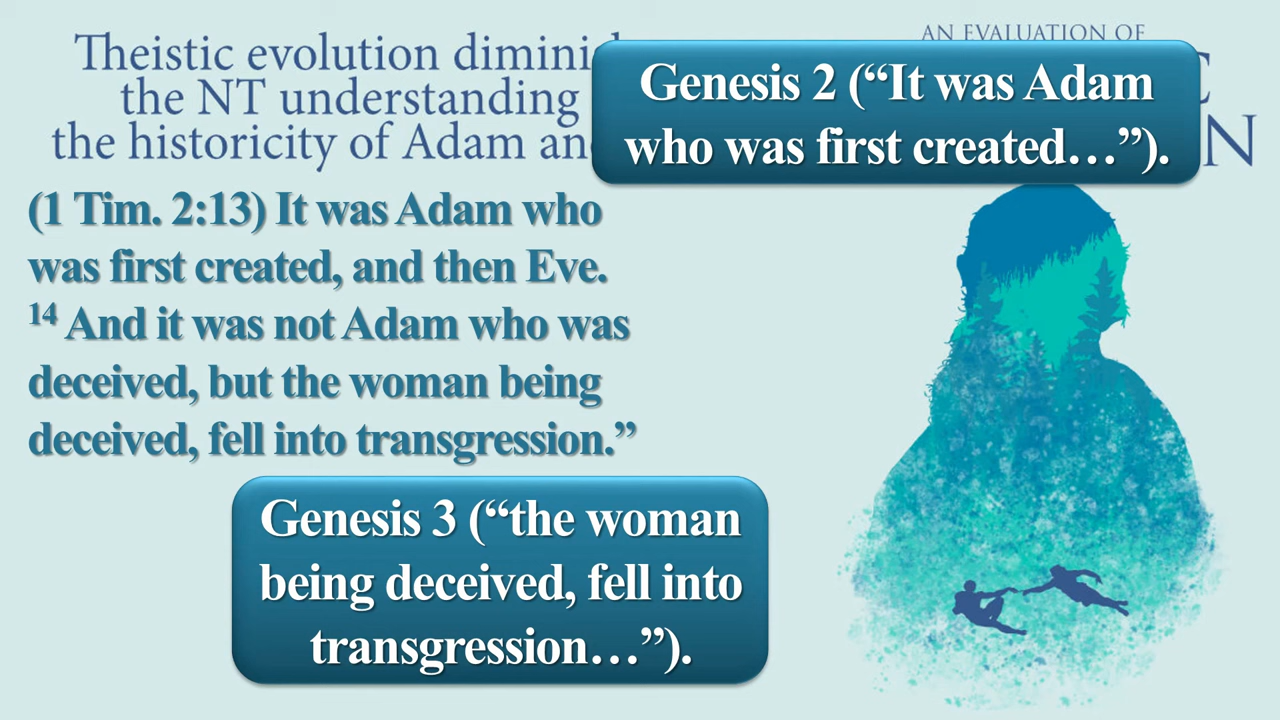 Theistic evolution
the NT understanding
the historicity of Adam
AN EVALUATION OF
Genesis 2 (“It was Adam
who was first created…”).
(1 Tim. 2:13) It was Adam who
was first created, and then Eve.
14 And it was not Adam who was
deceived, but the woman being
deceived, fell into transgression.”
Genesis 3 (“the woman
being deceived, fell into
transgression…”).